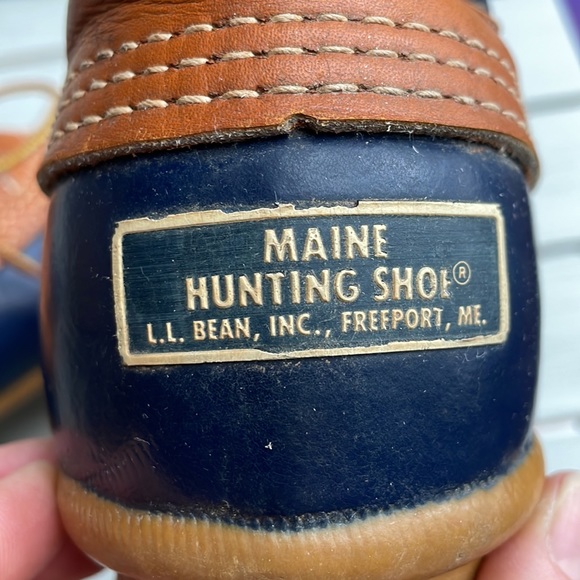 MAINE
HUNTING SHOE®
L.L. BEAN, INC., FREEPORT, ME.